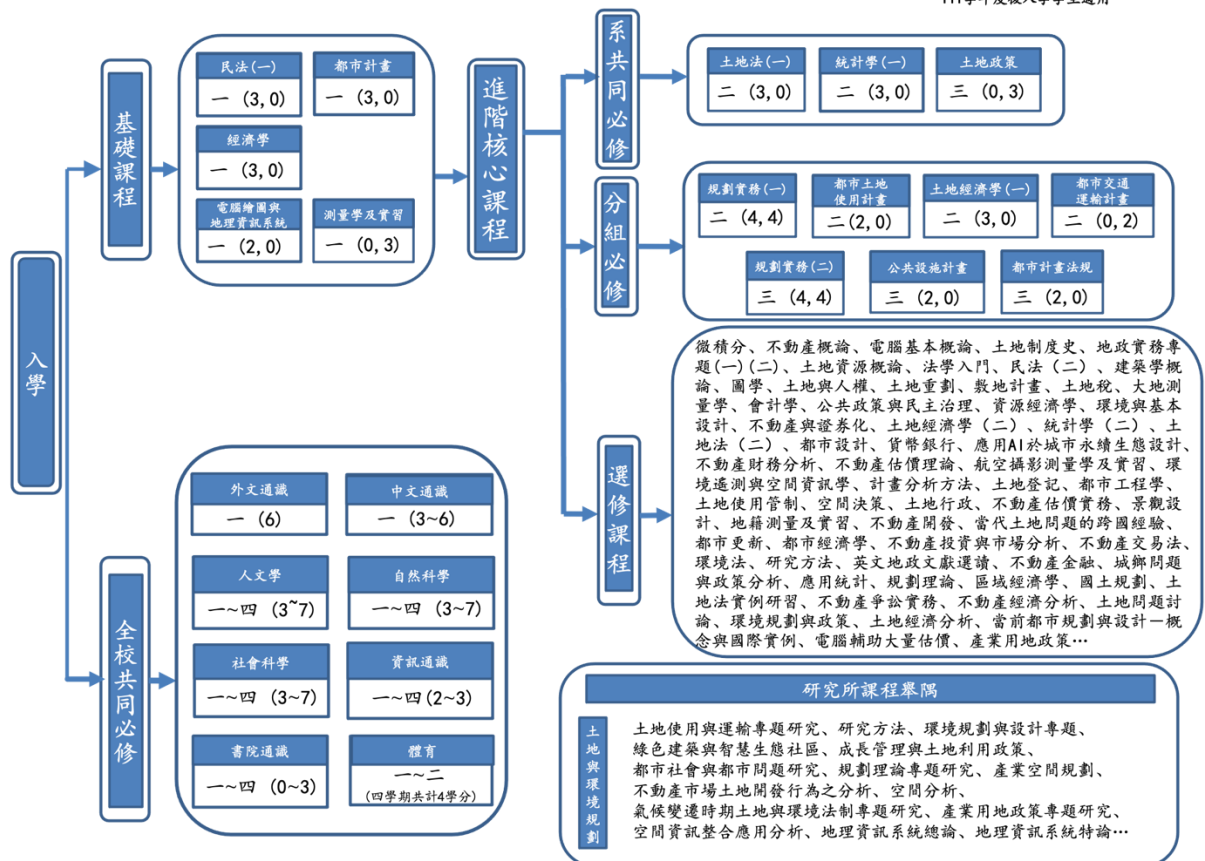 111學年度後入學學生適用
入學
基礎課程
民法(一)
一 (3,0)
都市計畫
一 (3,0)
經濟學
一 (3,0)
電腦繪圖與
地理資訊系統
一 (2,0)
測量學及實習
一 (0,3)
進階核心課程
系共同必修
土地法(一)
二 (3,0)
統計學(一)
二 (3,0)
土地政策
三 (0,3)
分組必修
規劃實務(一)
二 (4,4)
都市土地
使用計畫
二(2,0)
土地經濟學(一)
二 (3,0)
都市交通
運輸計畫
二 (0,2)
規劃實務(二)
三 (4,4)
公共設施計畫
三 (2,0)
都市計畫法規
三 (2,0)
選修課程
微積分、不動產概論、電腦基本概論、土地制度史、地政實務專
題(一)(二)、土地資源概論、法學入門、民法（二）、建築學概
論、圖學、土地與人權、土地重劃、敷地計畫、土地稅、大地測
量學、會計學、公共政策與民主治理、資源經濟學、環境與基本
設計、不動產與證券化、土地經濟學（二）、統計學（二）、土
地法（二）、都市設計、貨幣銀行、應用AI於城市永續生態設計、
不動產財務分析、不動產估價理論、航空攝影測量學及實習、環
境遙測與空間資訊學、計畫分析方法、土地登記、都市工程學、
土地使用管制、空間決策、土地行政、不動產估價實務、景觀設
計、地籍測量及實習、不動產開發、當代土地問題的跨國經驗、
都市更新、都市經濟學、不動產投資與市場分析、不動產交易法、
環境法、研究方法、英文地政文獻選讀、不動產金融、城鄉問題
與政策分析、應用統計、規劃理論、區域經濟學、國土規劃、土
地法實例研習、不動產爭訟實務、不動產經濟分析、土地問題討
論、環境規劃與政策、土地經濟分析、當前都市規劃與設計－概
念與國際實例、電腦輔助大量估價、產業用地政策…
全校共同必修
外文通識
一 (6)
中文通識
一 (3~6)
人文學
一~四 (3~7)
自然科學
一~四 (3~7)
社會科學
一~四 (3~7)
資訊通識
一~四(2~3)
書院通識
一~四 (0~3)
體育
一~二
(四學期共計4學分)
研究所課程舉隅
土地與環境規劃
土地使用與運輸專題研究、研究方法、環境規劃與設計專題、
綠色建築與智慧生態社區、成長管理與土地利用政策、
都市社會與都市問題研究、規劃理論專題研究、產業空間規劃、
不動產市場土地開發行為之分析、空間分析、
氣候變遷時期土地與環境法制專題研究、產業用地政策專題研究、
空間資訊整合應用分析、地理資訊系統總論、地理資訊系統特論…